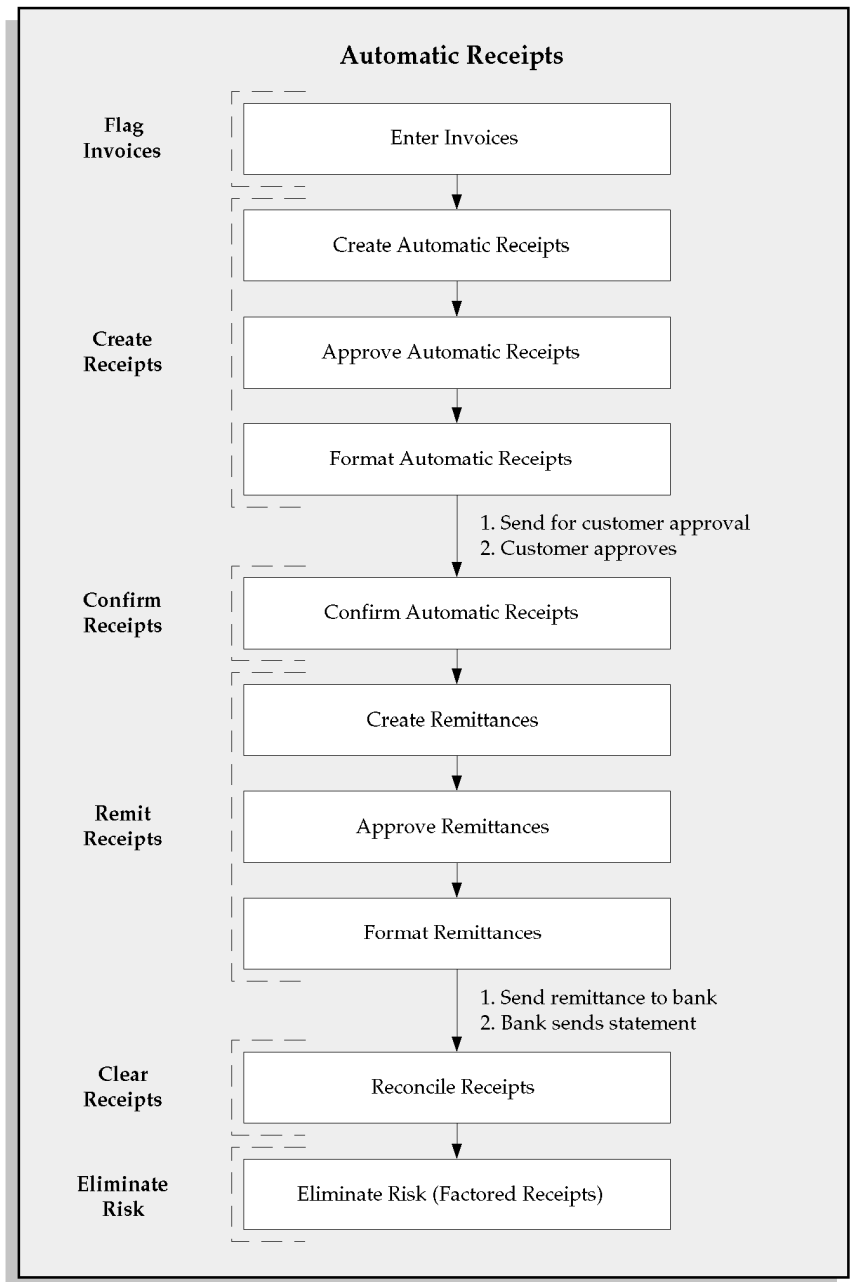 Automatic Receipts
Flag
Invoices
Enter Invoices
Create
Receipts
Create Automatic Receipts
Approve Automatic Receipts
Format Automatic Receipts
1. Send for customer approval
2. Customer approves
Confirm
Receipts
Confirm Automatic Receipts
Remit
Receipts
Create Remittances
Approve Remittances
Format Remittances
1. Send remittance to bank
2. Bank sends statement
Clear
Receipts
Reconcile Receipts
Eliminate
Risk
Eliminate Risk (Factored Receipts)